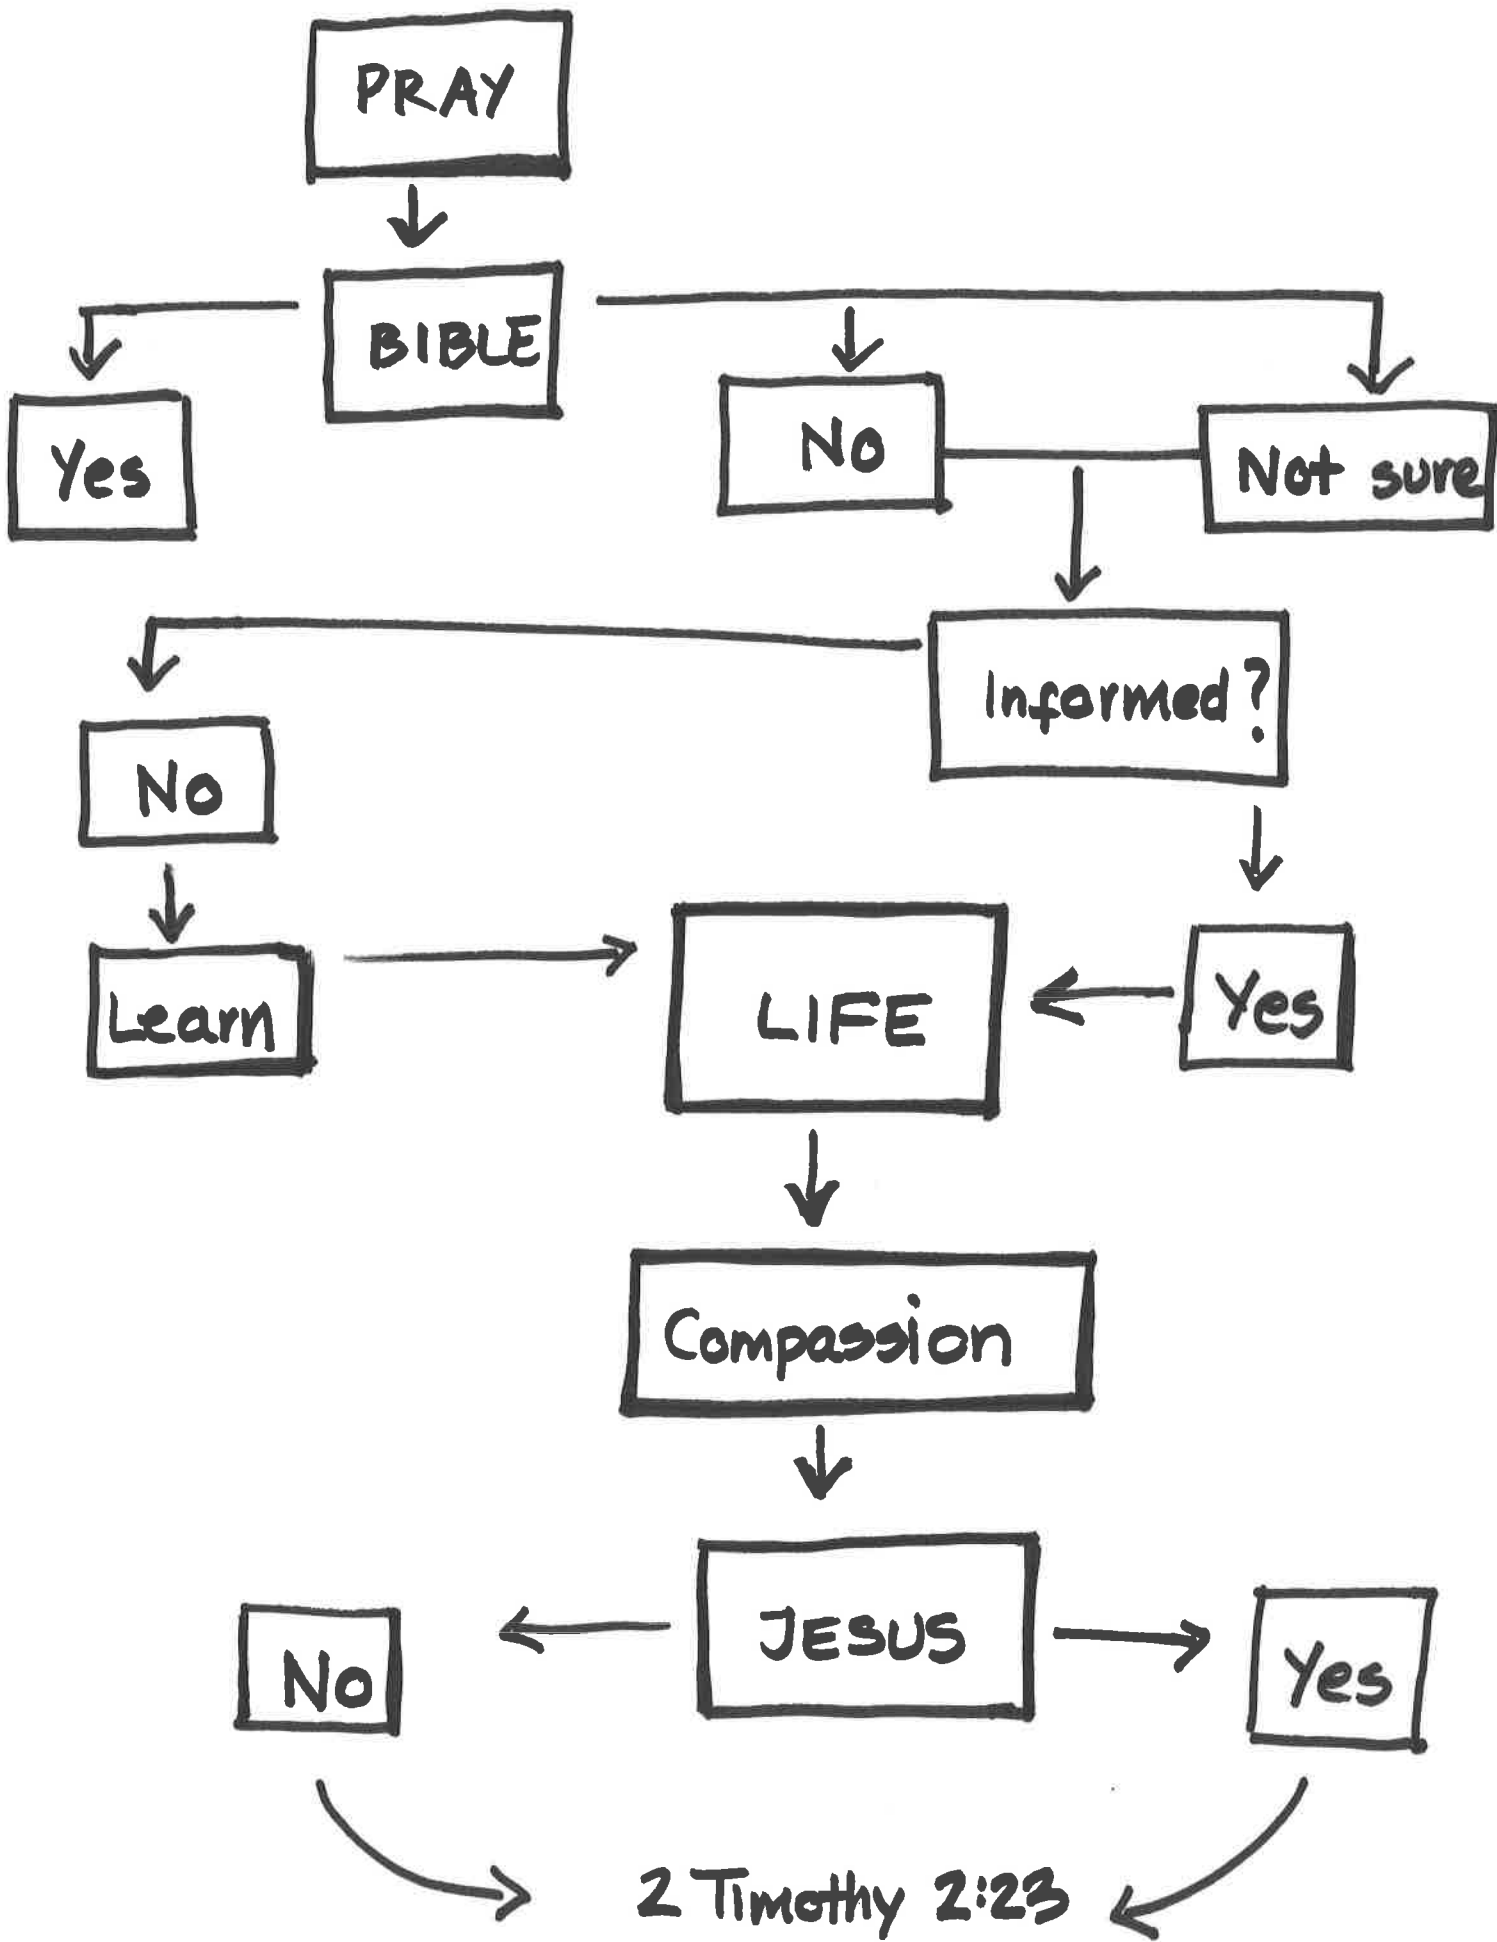 PRAY
BIBLE
Yes
No
Not sure
Informed?
No
Learn
LIFE
Yes
Compassion
JESUS
No
Yes
2 Timothy 2:23